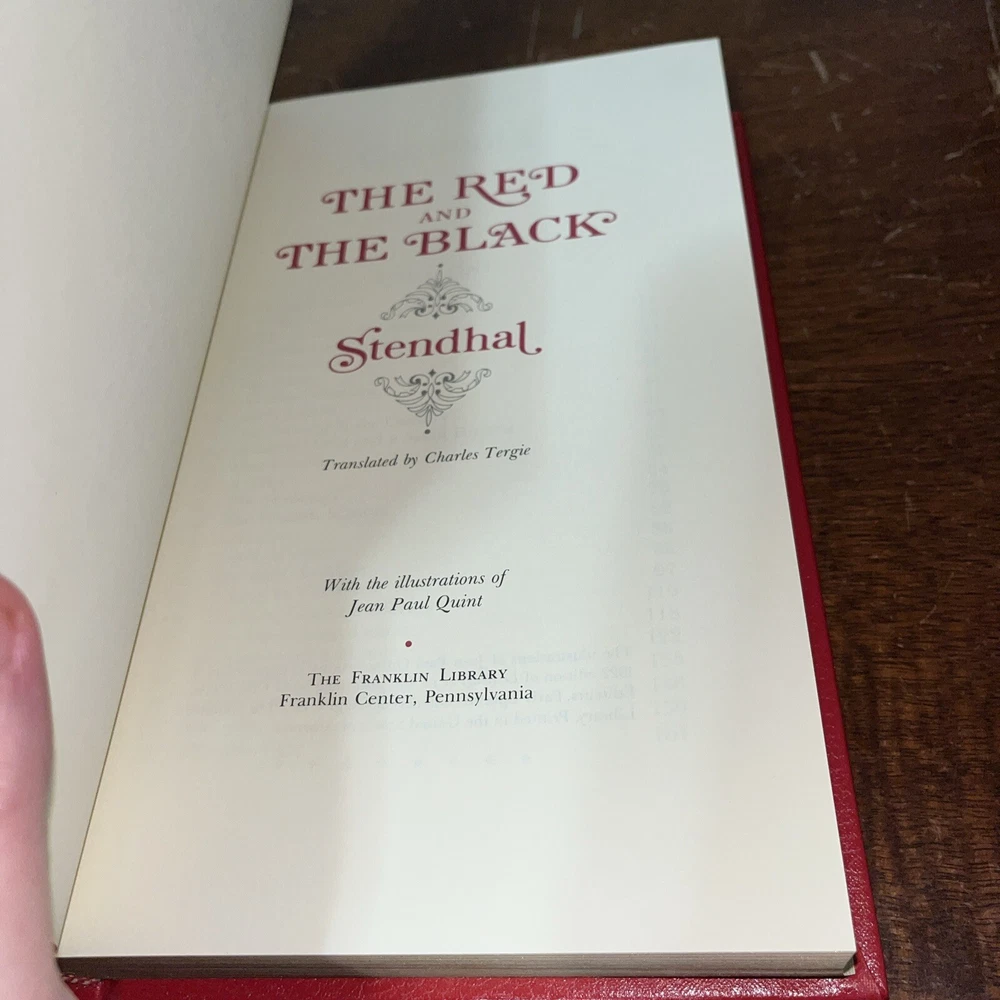 THE RED
AND
THE BLACK
Stendhal
Translated by Charles Tergie
With the illustrations of
Jean Paul Quint
THE FRANKLIN LIBRARY
Franklin Center, Pennsylvania